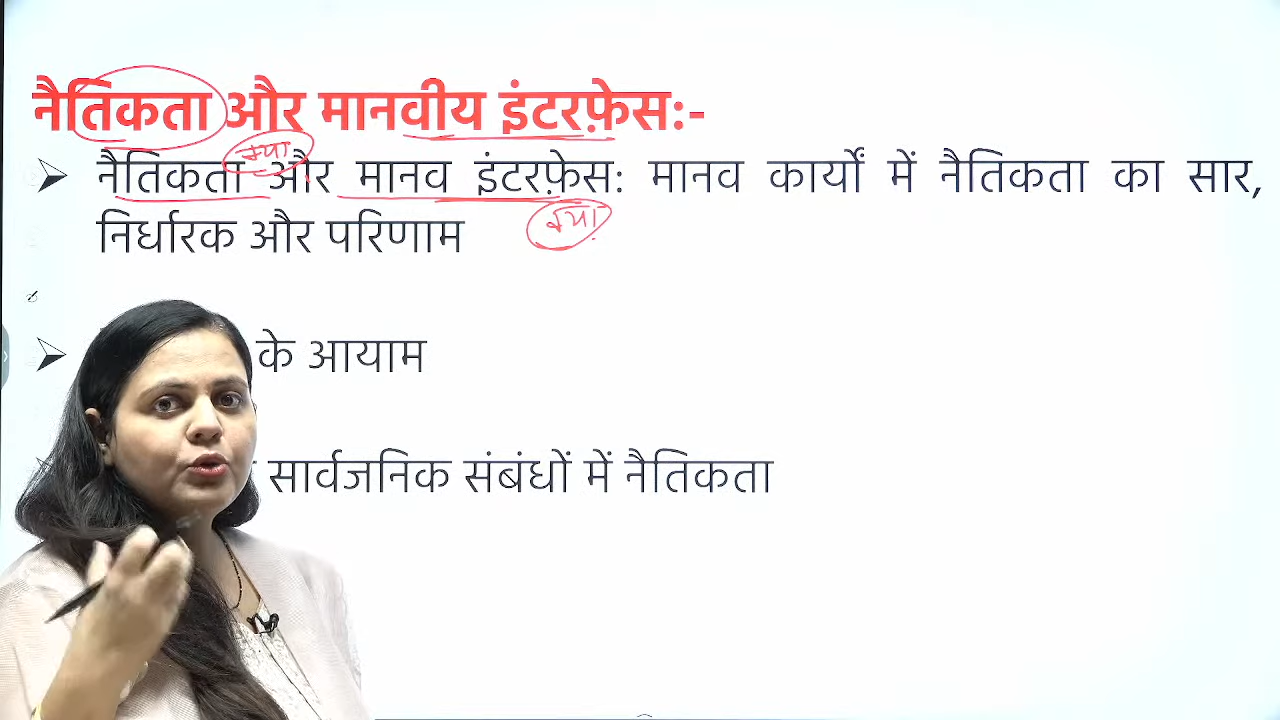 नैतिकता और मानवीय इंटरफ़ेस:-
क्या
नैतिकता और मानव इंटरफ़ेस: मानव कार्यों में नैतिकता का सार,
क्या
निर्धारक और परिणाम
के आयाम
सार्वजनिक संबंधों में नैतिकता